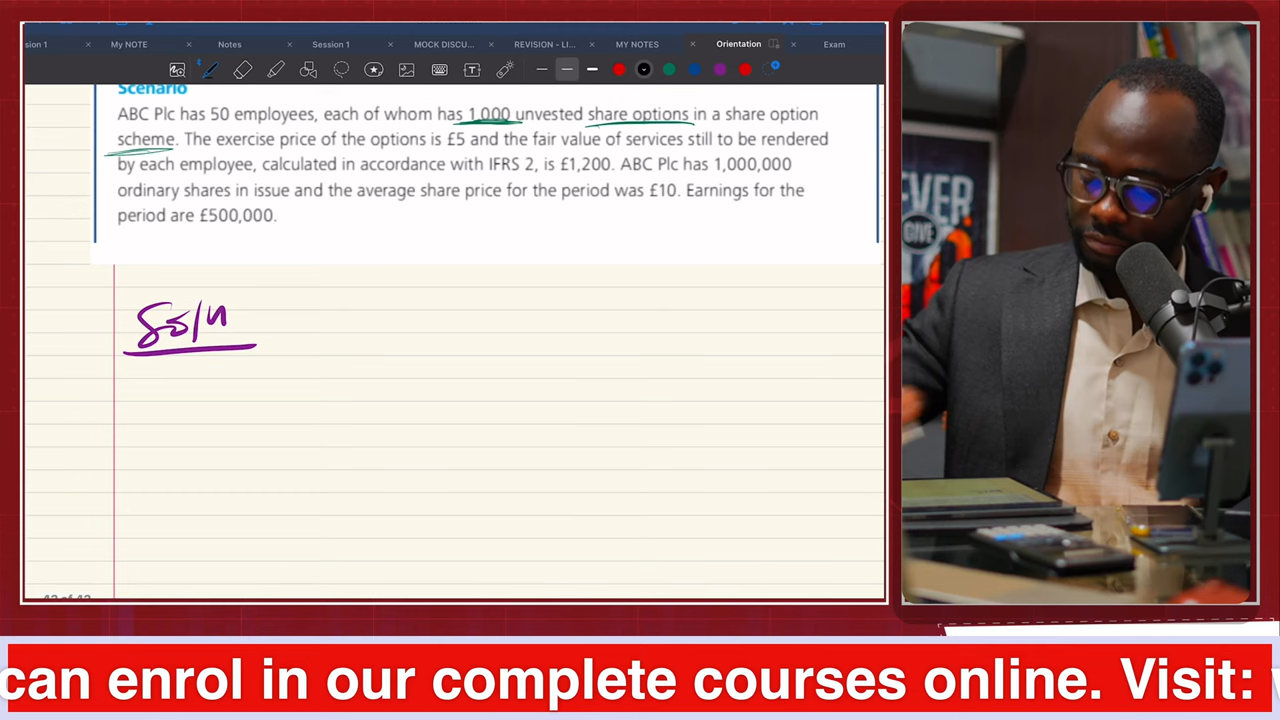 sion 1
My NOTE
Notes
Session 1
MOCK DISCU...
REVISION - LI...
MY NOTES
Orientation
Exam
Scenario
ABC Plc has 50 employees, each of whom has 1,000 unvested share options in a share option
scheme. The exercise price of the options is £5 and the fair value of services still to be rendered
by each employee, calculated in accordance with IFRS 2, is £1,200. ABC Plc has 1,000,000
ordinary shares in issue and the average share price for the period was £10. Earnings for the
period are £500,000.
Soln
EVER
GIVE
can enrol in our complete courses online. Visit: